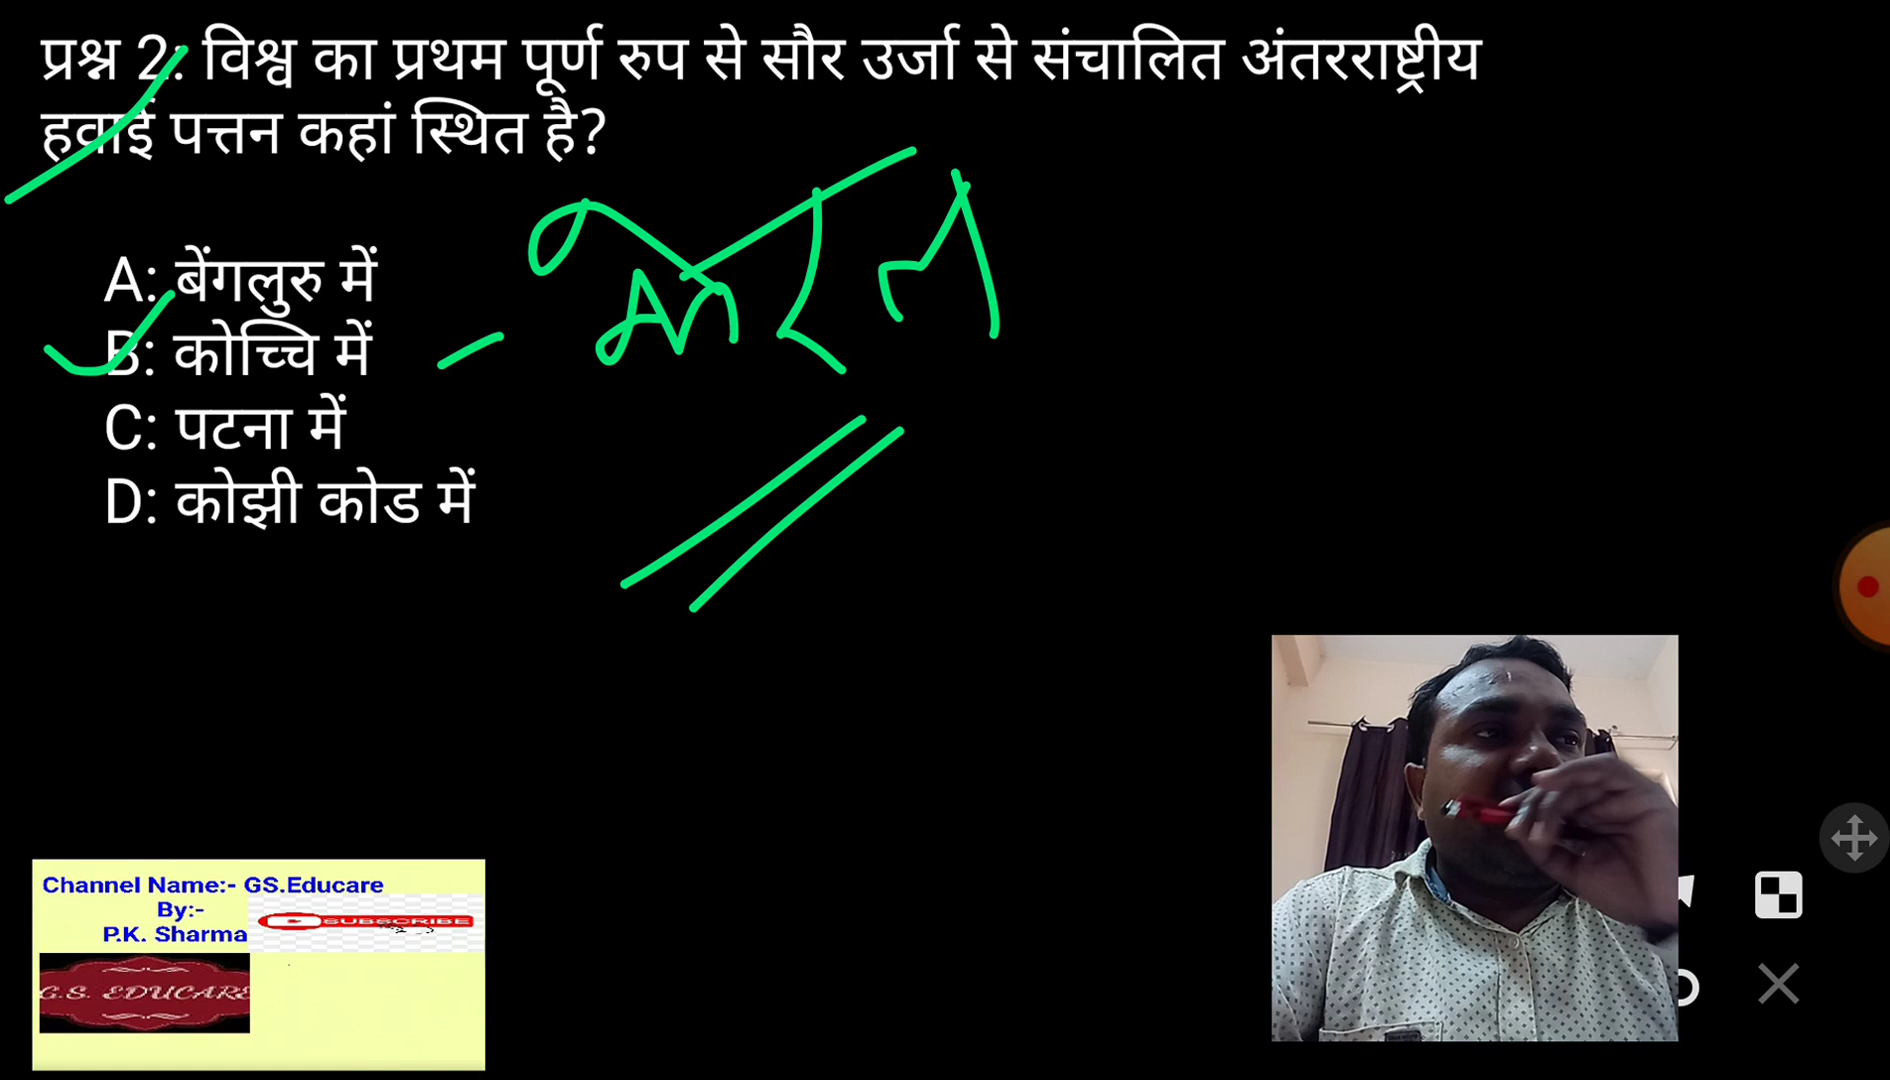 प्रश्न 2: विश्व का प्रथम पूर्ण रुप से सौर उर्जा से संचालित अंतरराष्ट्रीय
हवाई पत्तन कहां स्थित है?
A: बेंगलुरु में
B: कोच्चि में
केरल
C: पटना में
D: कोझी कोड में
Channel Name:- GS.Educare
By:-
P.K. Sharma
SUBSCRIBE
G.S. EDUCARE